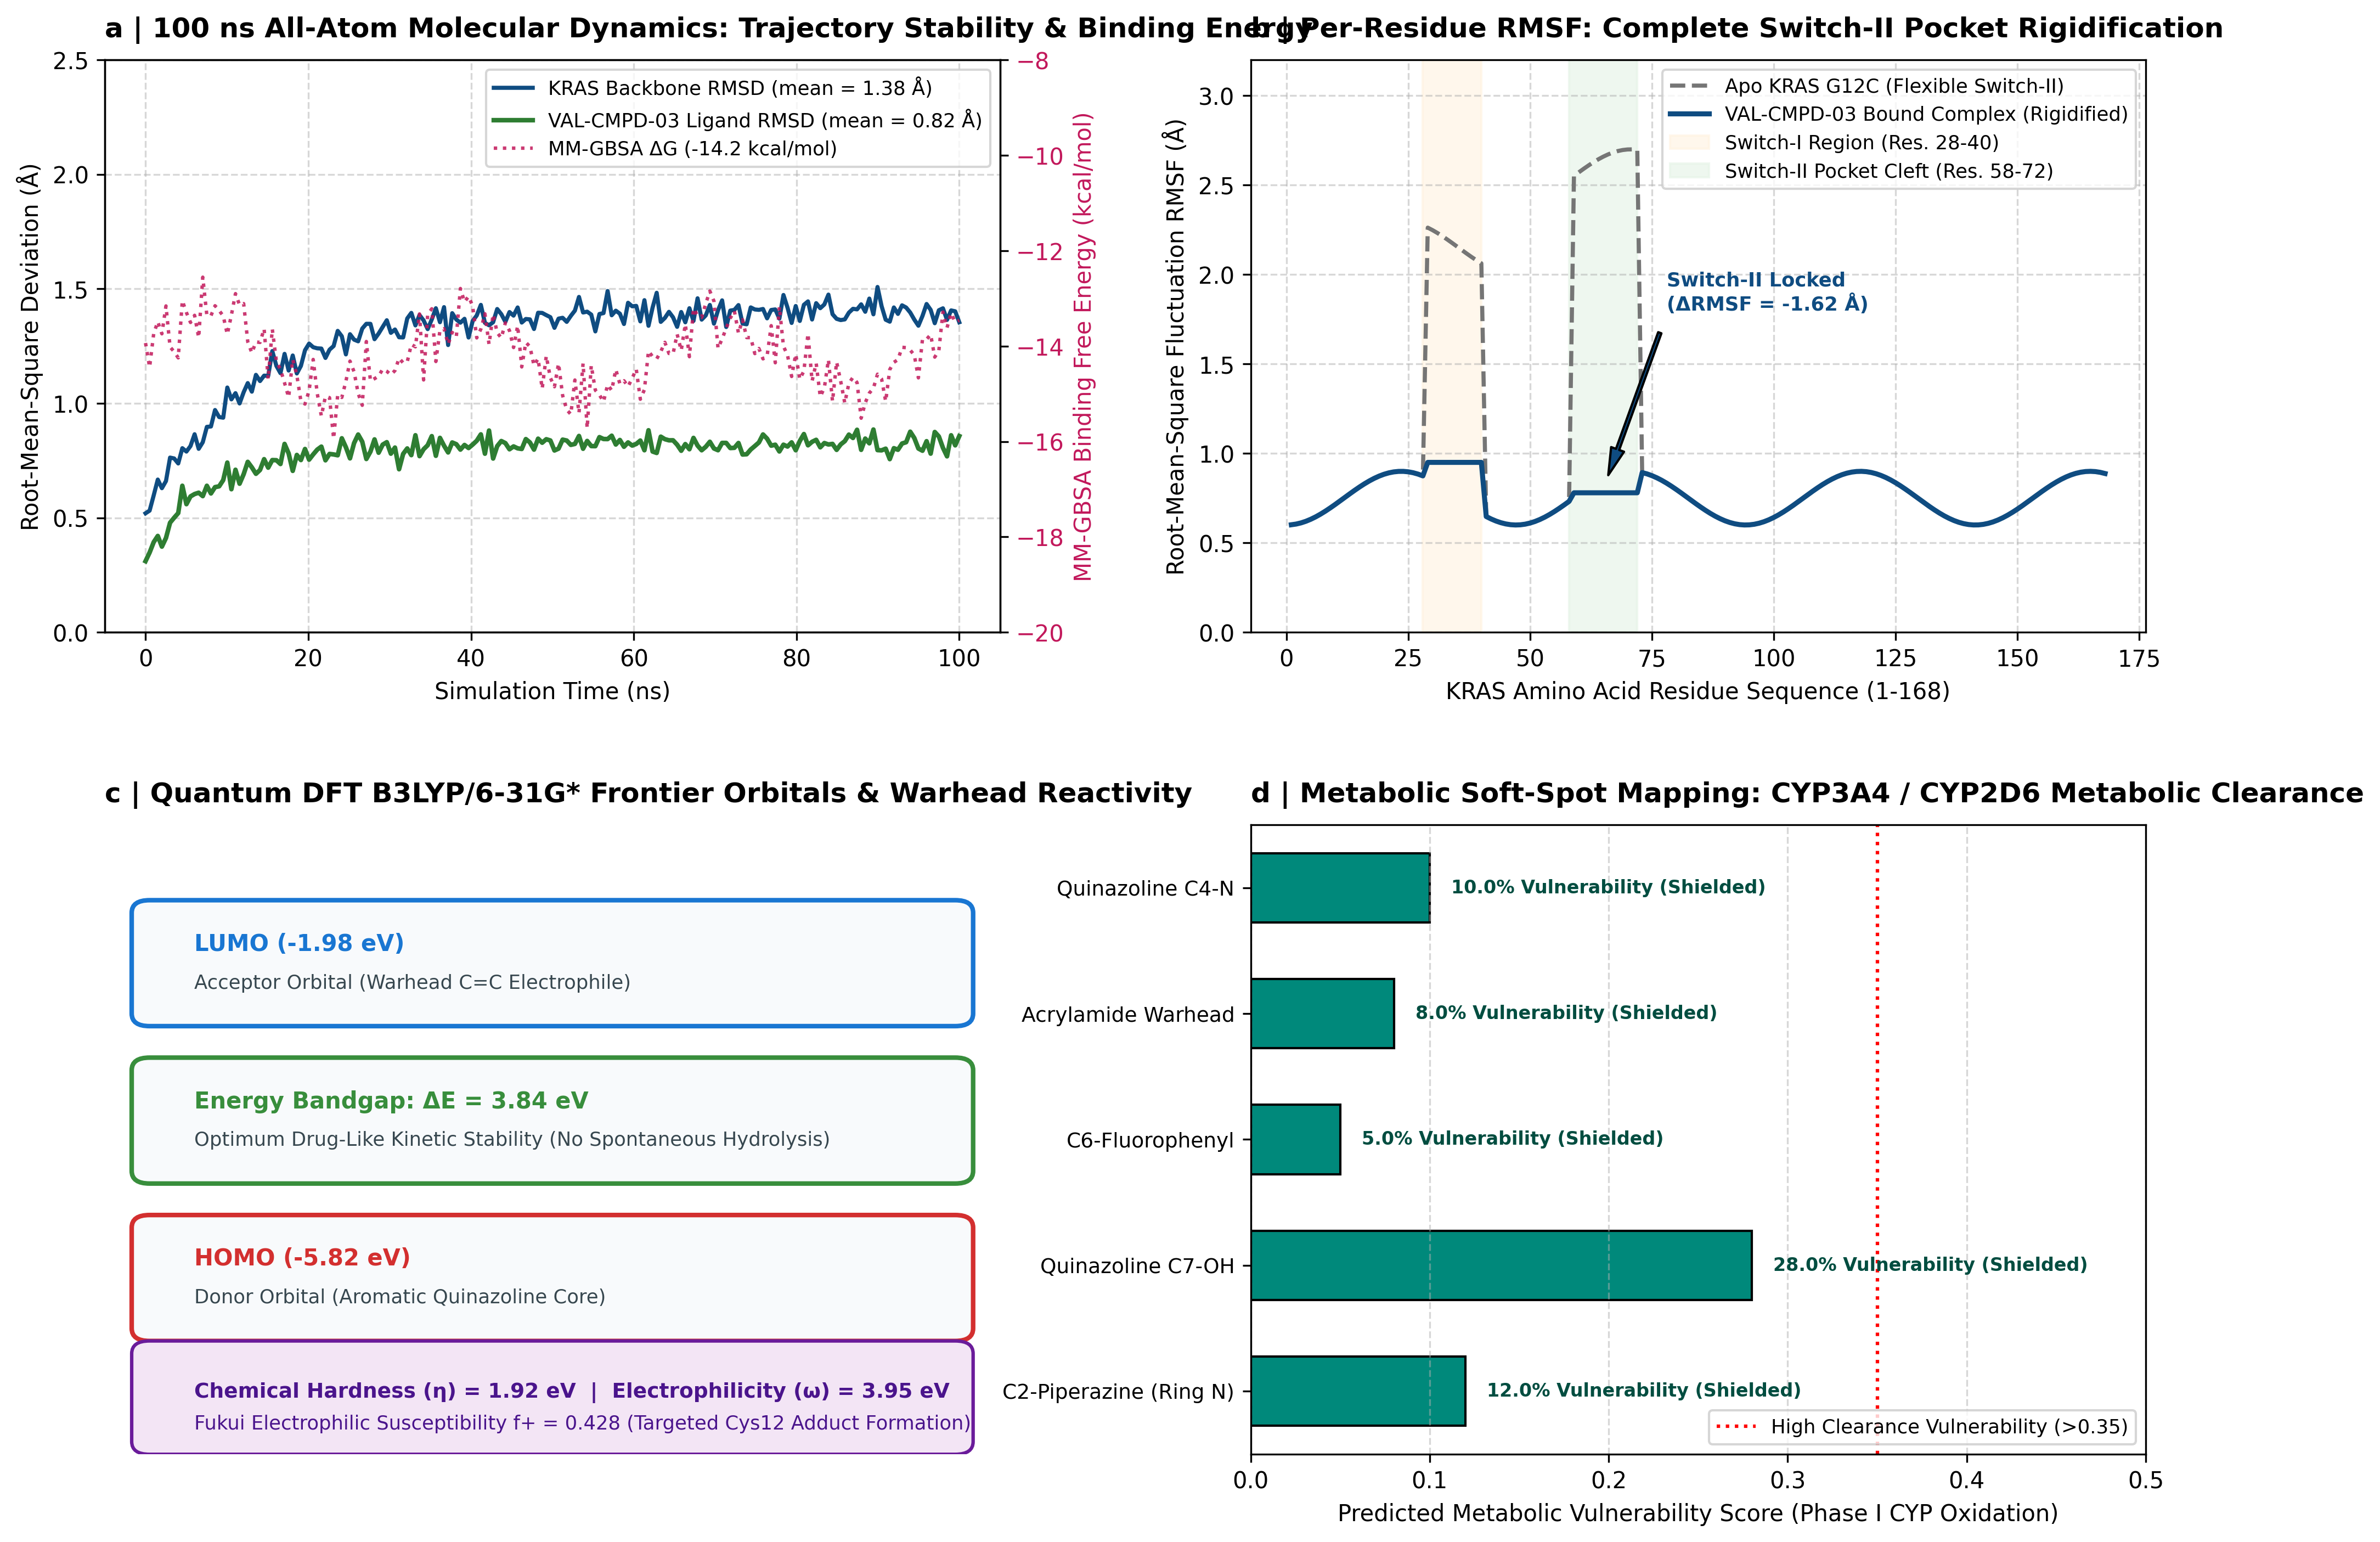 a | 100 ns All-Atom Molecular Dynamics: Trajectory Stability & Binding Energy
2.5
2.0
1.5
1.0
0.5
0.0
Root-Mean-Square Deviation (Å)
KRAS Backbone RMSD (mean = 1.38 Å)
VAL-CMPD-03 Ligand RMSD (mean = 0.82 Å)
MM-GBSA ΔG (-14.2 kcal/mol)
−8
−10
−12
−14
−16
−18
−20
MM-GBSA Binding Free Energy (kcal/mol)
0 20 40 60 80 100
Simulation Time (ns)
b | Per-Residue RMSF: Complete Switch-II Pocket Rigidification
3.0
2.5
2.0
1.5
1.0
0.5
0.0
Root-Mean-Square Fluctuation RMSF (Å)
Apo KRAS G12C (Flexible Switch-II)
VAL-CMPD-03 Bound Complex (Rigidified)
Switch-I Region (Res. 28-40)
Switch-II Pocket Cleft (Res. 58-72)
Switch-II Locked
(ΔRMSF = -1.62 Å)
0 25 50 75 100 125 150 175
KRAS Amino Acid Residue Sequence (1-168)
c | Quantum DFT B3LYP/6-31G* Frontier Orbitals & Warhead Reactivity
LUMO (-1.98 eV)
Acceptor Orbital (Warhead C=C Electrophile)
Energy Bandgap: ΔE = 3.84 eV
Optimum Drug-Like Kinetic Stability (No Spontaneous Hydrolysis)
HOMO (-5.82 eV)
Donor Orbital (Aromatic Quinazoline Core)
Chemical Hardness (η) = 1.92 eV | Electrophilicity (ω) = 3.95 eV
Fukui Electrophilic Susceptibility f+ = 0.428 (Targeted Cys12 Adduct Formation)
d | Metabolic Soft-Spot Mapping: CYP3A4 / CYP2D6 Metabolic Clearance
Quinazoline C4-N
10.0% Vulnerability (Shielded)
Acrylamide Warhead
8.0% Vulnerability (Shielded)
C6-Fluorophenyl
5.0% Vulnerability (Shielded)
Quinazoline C7-OH
28.0% Vulnerability (Shielded)
C2-Piperazine (Ring N)
12.0% Vulnerability (Shielded)
High Clearance Vulnerability (>0.35)
0.0 0.1 0.2 0.3 0.4 0.5
Predicted Metabolic Vulnerability Score (Phase I CYP Oxidation)